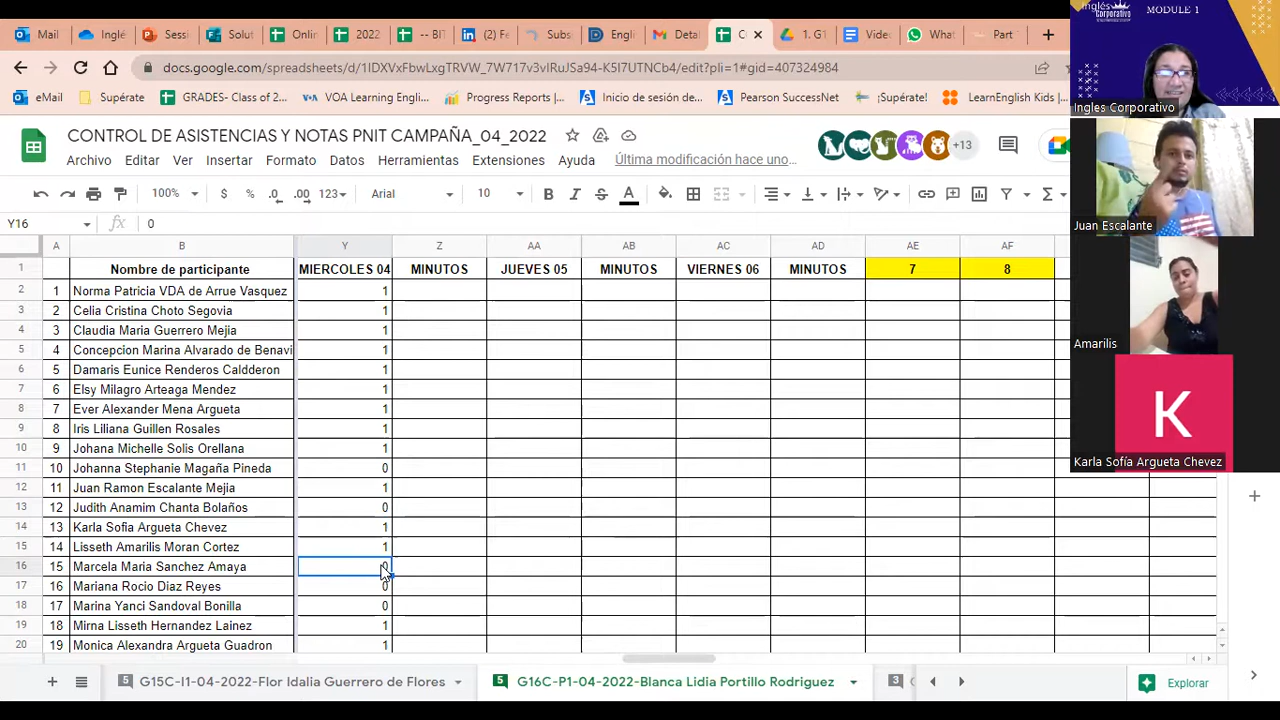 Mail
Inglé
Sessi
Solut
Onlin
2022
-- BIT
(2) Fe
Subs
Engli
Detal
C
1. G1
Video
What
Part
docs.google.com/spreadsheets/d/
/edit?pli=1#gid=407324984
eMail
Supérate
GRADES- Class of 2...
VOA Learning Engli...
Progress Reports /...
Inicio de sesión de...
Pearson SuccessNet
¡Supérate!
LearnEnglish Kids |...
CONTROL DE ASISTENCIAS Y NOTAS PNIT CAMPAÑA_04_2022
Archivo Editar Ver Insertar Formato Datos Herramientas Extensiones Ayuda Última modificación hace uno...
+13
100% $ % .0 .00 123 Arial 10 B I S A
Y16 fx 0
A B Y Z AA AB AC AD AE AF
1 Nombre de participante MIERCOLES 04 MINUTOS JUEVES 05 MINUTOS VIERNES 06 MINUTOS 7 8
2 1 Norma Patricia VDA de Arrue Vasquez 1
3 2 Celia Cristina Choto Segovia 1
4 3 Claudia Maria Guerrero Mejia 1
5 4 Concepcion Marina Alvarado de Benavi 1
6 5 Damaris Eunice Renderos Caldderon 1
7 6 Elsy Milagro Arteaga Mendez 1
8 7 Ever Alexander Mena Argueta 1
9 8 Iris Liliana Guillen Rosales 1
10 9 Johana Michelle Solis Orellana 1
11 10 Johanna Stephanie Magaña Pineda 0
12 11 Juan Ramon Escalante Mejia 1
13 12 Judith Anamim Chanta Bolaños 0
14 13 Karla Sofia Argueta Chevez 1
15 14 Lisseth Amarilis Moran Cortez 1
16 15 Marcela Maria Sanchez Amaya 0
17 16 Mariana Rocio Diaz Reyes 0
18 17 Marina Yanci Sandoval Bonilla 0
19 18 Mirna Lisseth Hernandez Lainez 1
20 19 Monica Alexandra Argueta Guadron 1
5 G15C-I1-04-2022-Flor Idalia Guerrero de Flores
5 G16C-P1-04-2022-Blanca Lidia Portillo Rodriguez
3
Explorar
Inglés
corporativo
MODULE 1
Ingles Corporativo
Juan Escalante
Amarilis
K
Karla Sofía Argueta Chevez